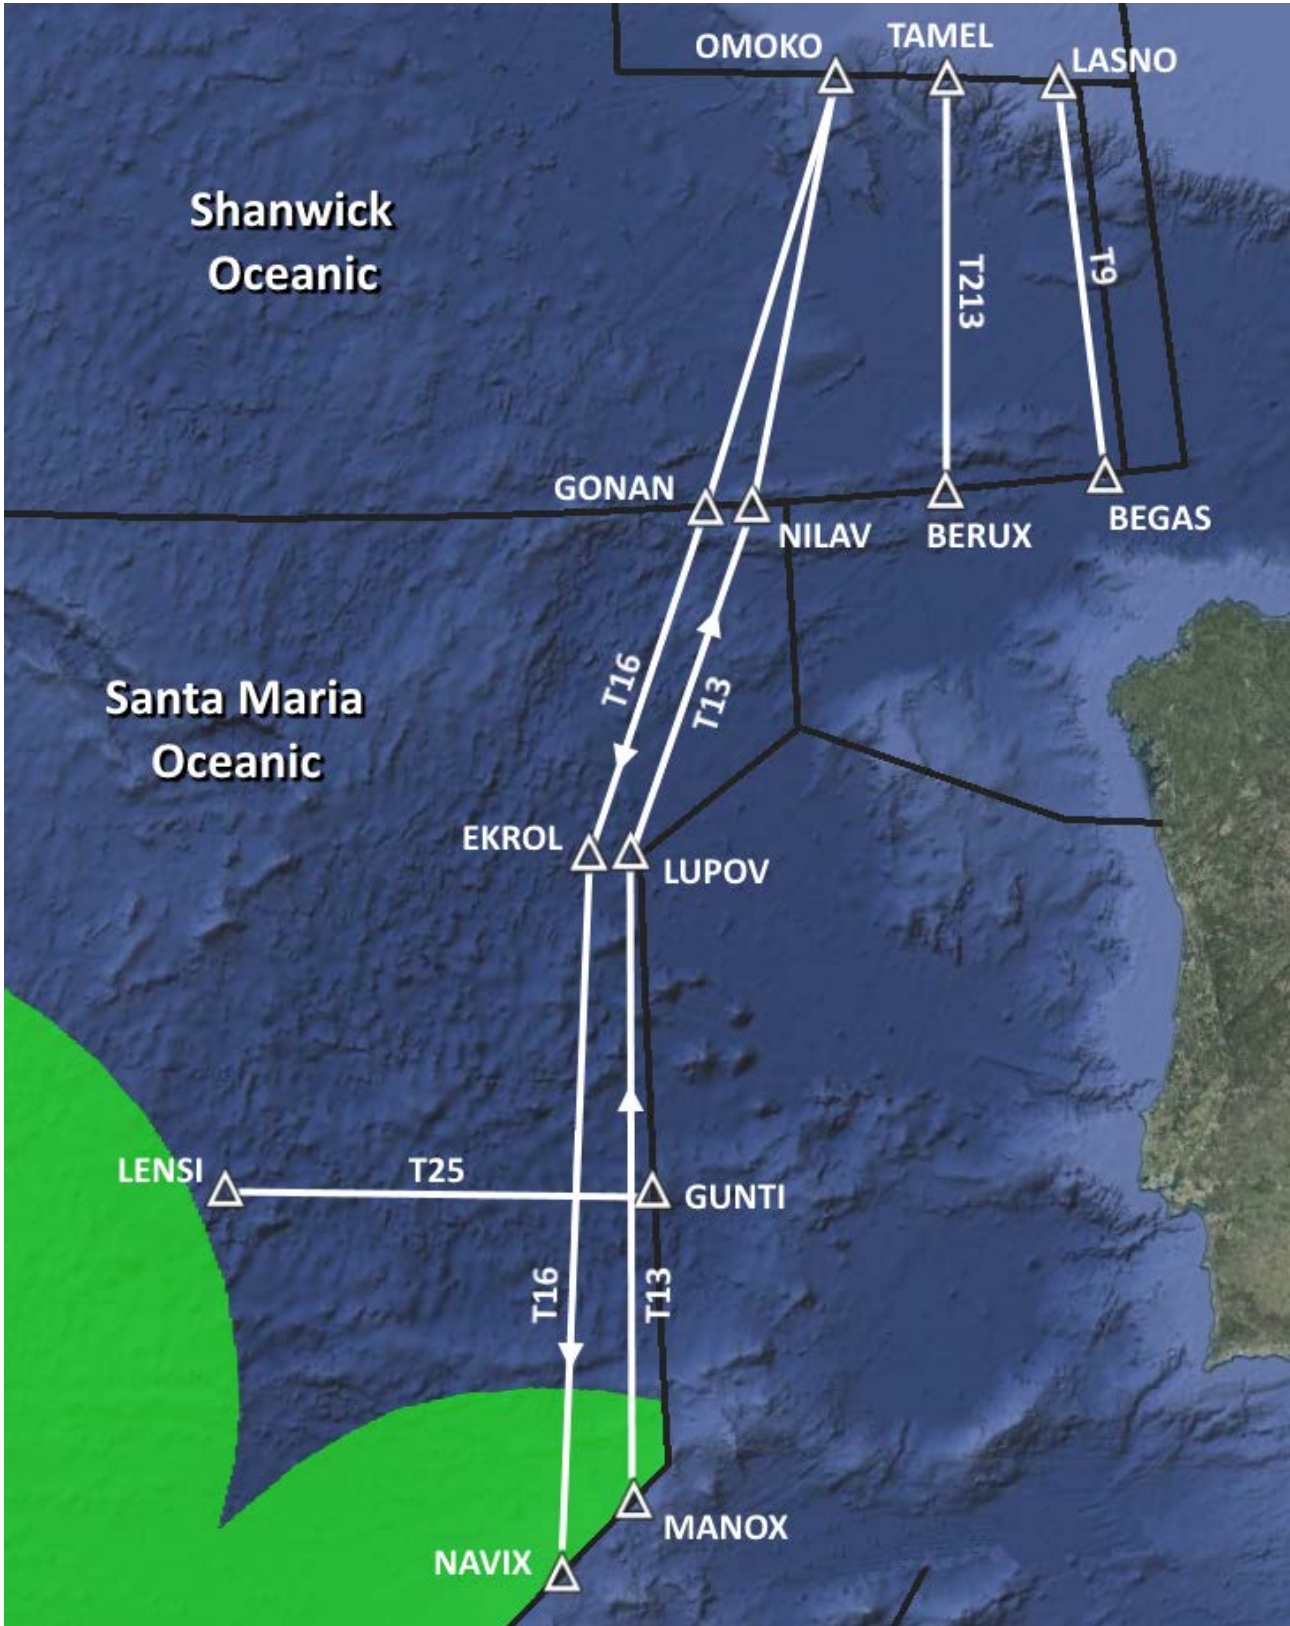 OMOKO
TAMEL
LASNO
Shanwick
Oceanic
T213
T9
GONAN
NILAV
BERUX
BEGAS
T16
T13
Santa Maria
Oceanic
EKROL
LUPOV
LENSI
T25
GUNTI
T16
T13
MANOX
NAVIX